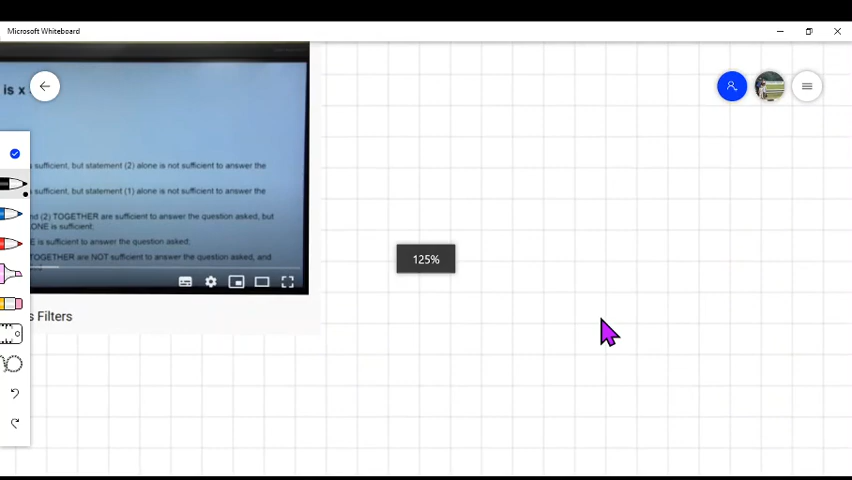 Microsoft Whiteboard
is x
s sufficient, but statement (2) alone is not sufficient to answer the
s sufficient, but statement (1) alone is not sufficient to answer the
nd (2) TOGETHER are sufficient to answer the question asked, but
ONE is sufficient;
E is sufficient to answer the question asked;
TOGETHER are NOT sufficient to answer the question asked, and
125%
s Filters